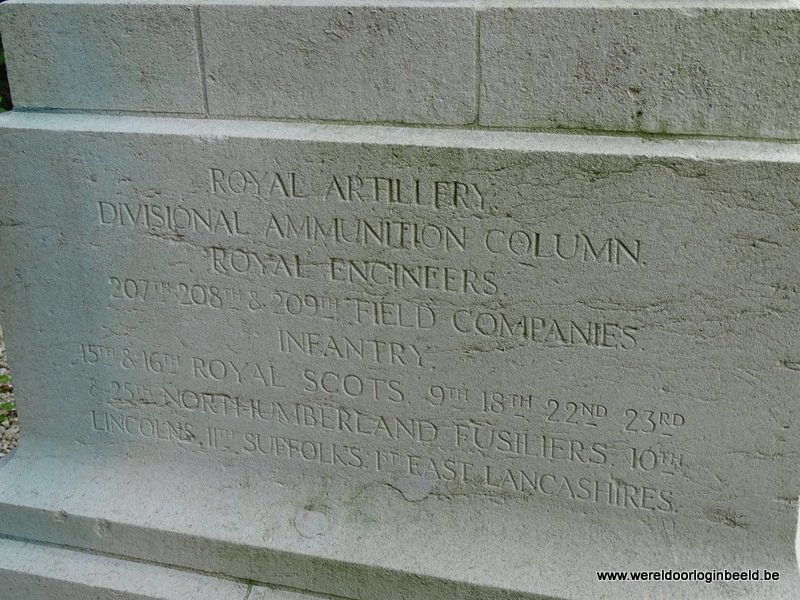 ROYAL ARTILLERY.
DIVISIONAL AMMUNITION COLUMN.
ROYAL ENGINEERS.
207TH 208TH & 209TH FIELD COMPANIES.
INFANTRY.
15TH & 16TH ROYAL SCOTS. 9TH 18TH 22ND 23RD
& 25TH NORTHUMBERLAND FUSILIERS. 10TH
LINCOLNS. 11TH SUFFOLKS. 1ST EAST LANCASHIRES.
www.wereldoorloginbeeld.be